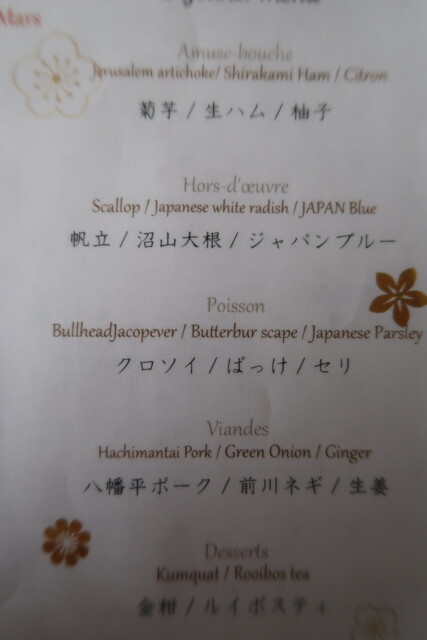 Mars
menu
Amuse-bouche
Jerusalem artichoke/ Shirakami Ham / Citron
菊芋 / 生ハム / 柚子
Hors-d'œuvre
Scallop / Japanese white radish / JAPAN Blue
帆立 / 沼山大根 / ジャパンブルー
Poisson
BullheadJacopever / Butterbur scape / Japanese Parsley
クロソイ / ばっけ / セリ
Viandes
Hachimantai Pork / Green Onion / Ginger
八幡平ポーク / 前川ネギ / 生姜
Desserts
Kumquat / Rooibos tea
金柑 / ルイボスティ